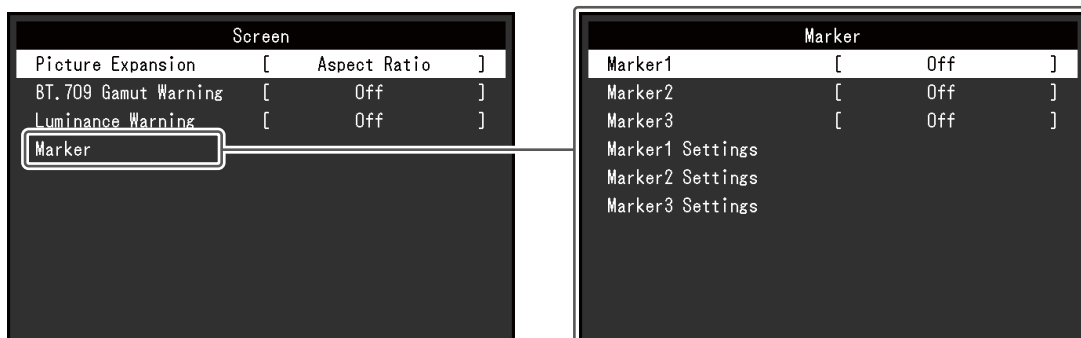 Screen
Picture Expansion [ Aspect Ratio ]
BT.709 Gamut Warning [ Off ]
Luminance Warning [ Off ]
Marker
Marker
Marker1 [ Off ]
Marker2 [ Off ]
Marker3 [ Off ]
Marker1 Settings
Marker2 Settings
Marker3 Settings